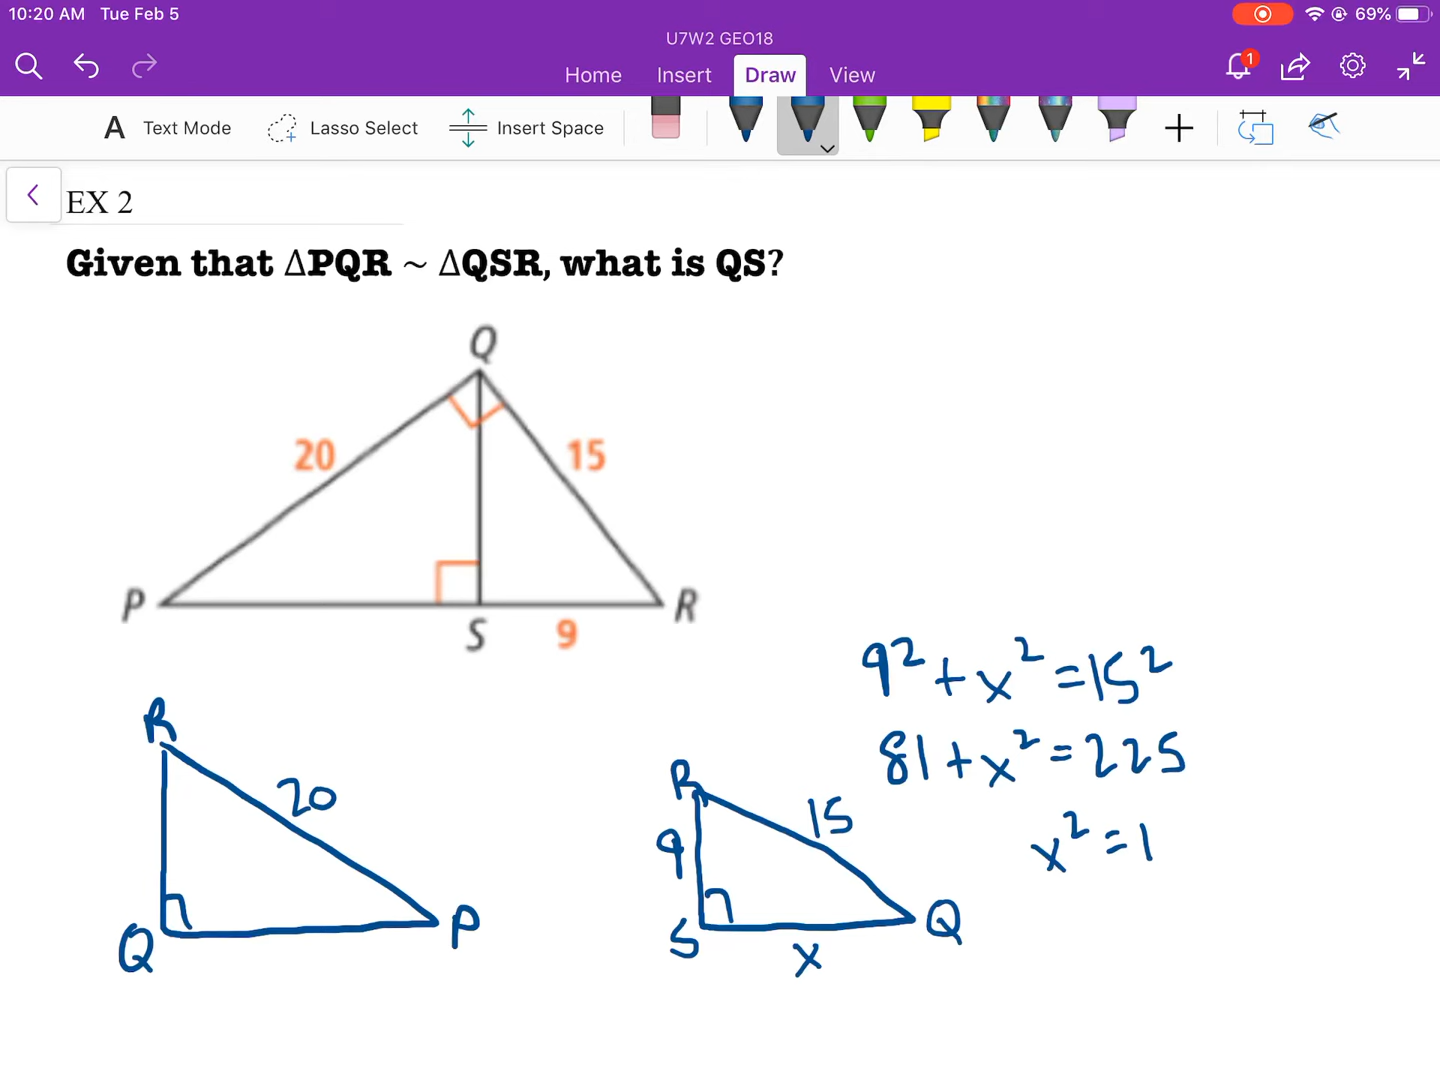 10:20 AM Tue Feb 5
69%
U7W2 GEO18
Home Insert Draw View
1
A Text Mode Lasso Select Insert Space
EX 2
Given that ΔPQR ~ ΔQSR, what is QS?
Q
20 15
P S 9 R
9² + x² = 15²
81 + x² = 225
x² = 1
R
20
Q P
R
15
9
S Q
x